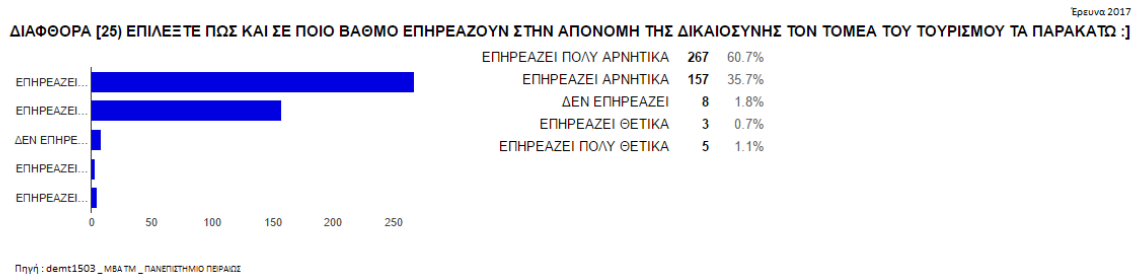 Έρευνα 2017
ΔΙΑΦΘΟΡΑ [25) ΕΠΙΛΕΞΤΕ ΠΩΣ ΚΑΙ ΣΕ ΠΟΙΟ ΒΑΘΜΟ ΕΠΗΡΕΑΖΟΥΝ ΣΤΗΝ ΑΠΟΝΟΜΗ ΤΗΣ ΔΙΚΑΙΟΣΥΝΗΣ ΤΟΝ ΤΟΜΕΑ ΤΟΥ ΤΟΥΡΙΣΜΟΥ ΤΑ ΠΑΡΑΚΑΤΩ :]
ΕΠΗΡΕΑΖΕΙ ΠΟΛΥ ΑΡΝΗΤΙΚΑ 267 60.7%
ΕΠΗΡΕΑΖΕΙ ΑΡΝΗΤΙΚΑ 157 35.7%
ΔΕΝ ΕΠΗΡΕΑΖΕΙ 8 1.8%
ΕΠΗΡΕΑΖΕΙ ΘΕΤΙΚΑ 3 0.7%
ΕΠΗΡΕΑΖΕΙ ΠΟΛΥ ΘΕΤΙΚΑ 5 1.1%
ΕΠΗΡΕΑΖΕΙ...
ΕΠΗΡΕΑΖΕΙ...
ΔΕΝ ΕΠΗΡΕ...
ΕΠΗΡΕΑΖΕΙ...
ΕΠΗΡΕΑΖΕΙ...
0 50 100 150 200 250
Πηγή : demt1503 _ MBA TM _ ΠΑΝΕΠΙΣΤΗΜΙΟ ΠΕΙΡΑΙΩΣ